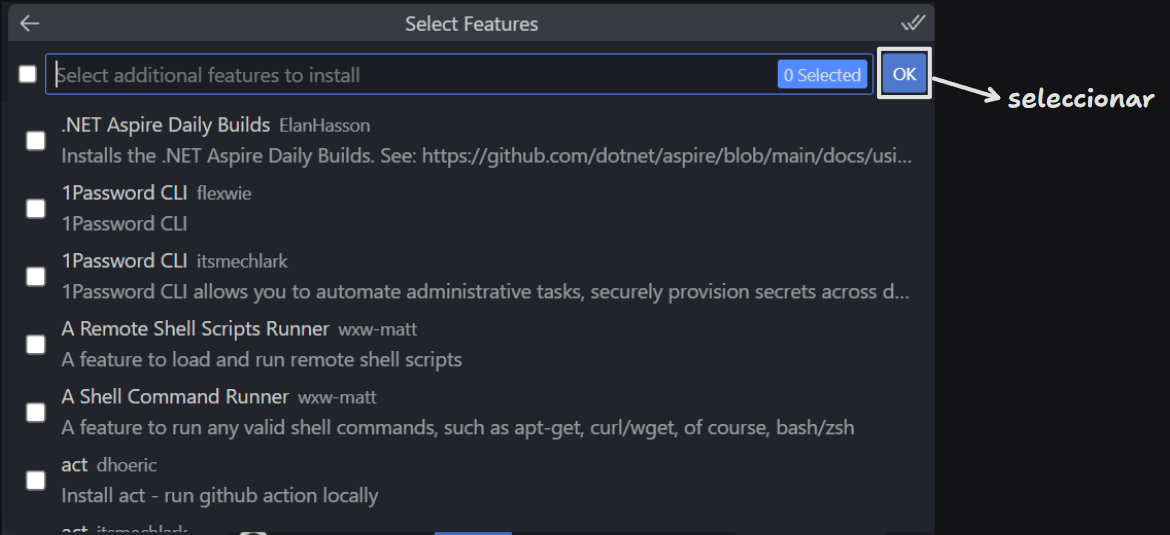 Select Features
Select additional features to install
0 Selected
OK
seleccionar
.NET Aspire Daily Builds ElanHasson
Installs the .NET Aspire Daily Builds. See: https://github.com/dotnet/aspire/blob/main/docs/usi...
1Password CLI flexwie
1Password CLI
1Password CLI itsmechlark
1Password CLI allows you to automate administrative tasks, securely provision secrets across d...
A Remote Shell Scripts Runner wxw-matt
A feature to load and run remote shell scripts
A Shell Command Runner wxw-matt
A feature to run any valid shell commands, such as apt-get, curl/wget, of course, bash/zsh
act dhoeric
Install act - run github action locally
act itsmechlark